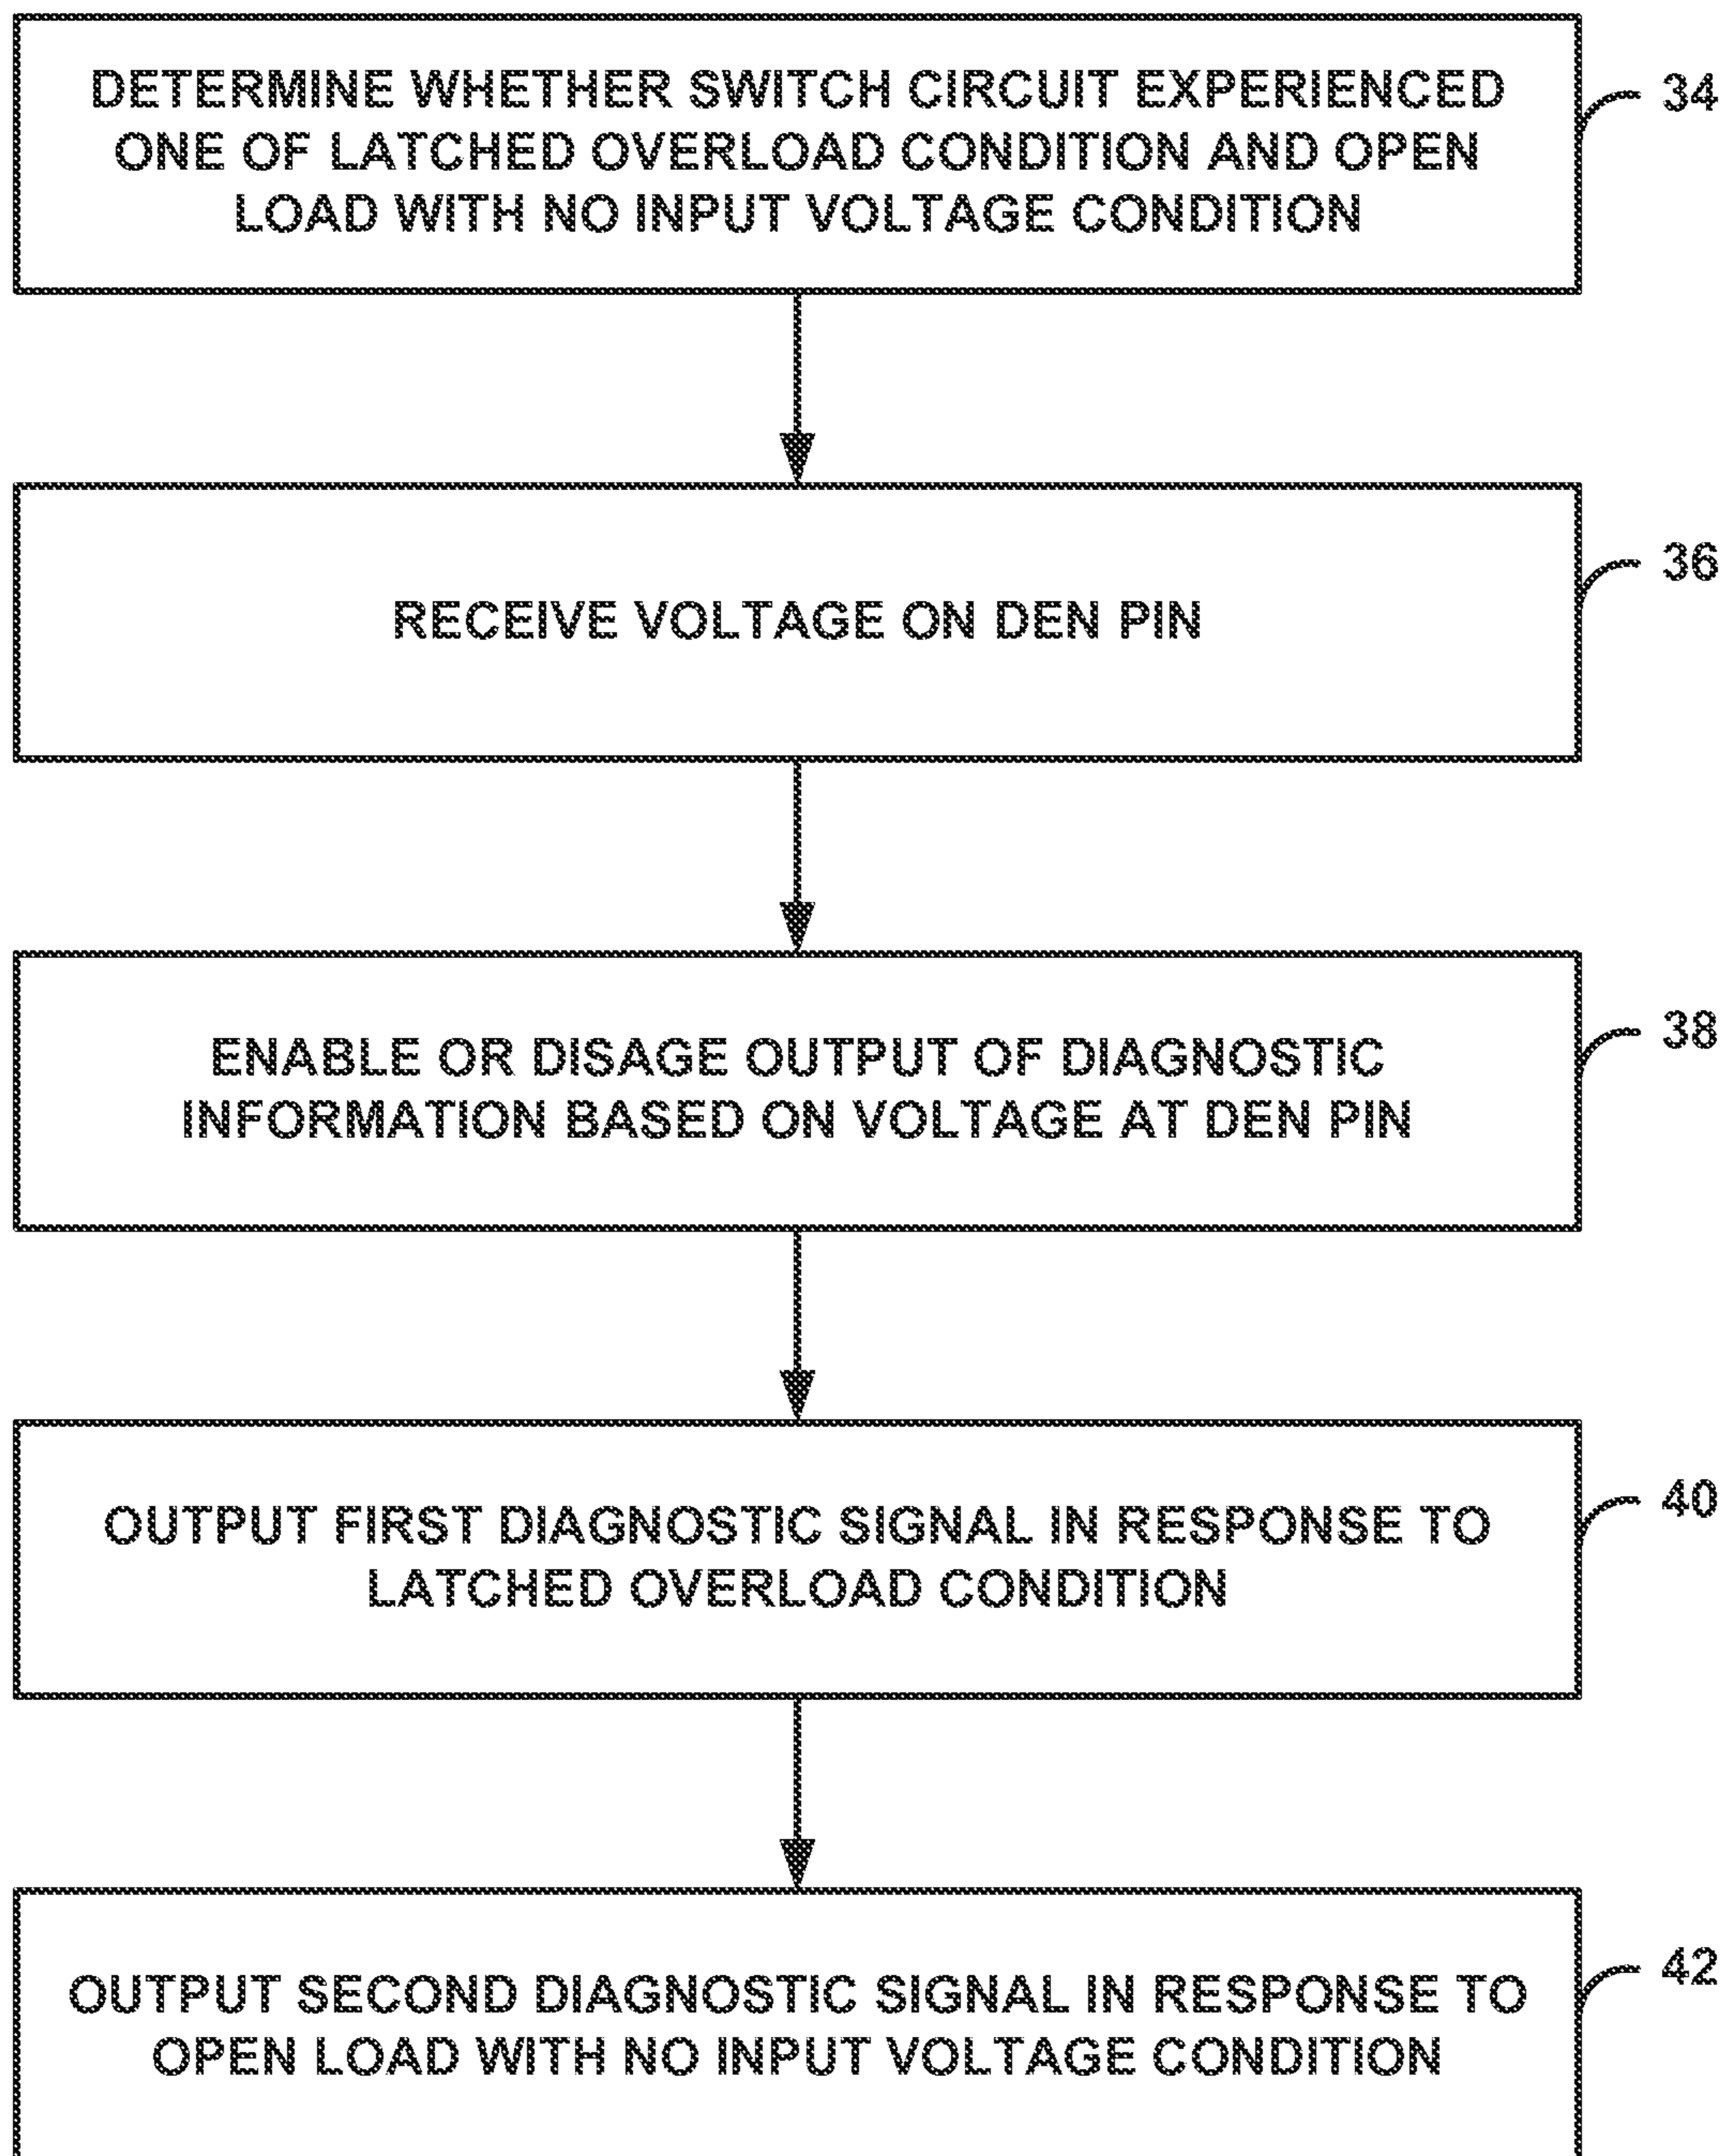 DETERMINE WHETHER SWITCH CIRCUIT EXPERIENCED
ONE OF LATCHED OVERLOAD CONDITION AND OPEN
LOAD WITH NO INPUT VOLTAGE CONDITION
34
RECEIVE VOLTAGE ON DEN PIN
36
ENABLE OR DISAGE OUTPUT OF DIAGNOSTIC
INFORMATION BASED ON VOLTAGE AT DEN PIN
38
OUTPUT FIRST DIAGNOSTIC SIGNAL IN RESPONSE TO
LATCHED OVERLOAD CONDITION
40
OUTPUT SECOND DIAGNOSTIC SIGNAL IN RESPONSE TO
OPEN LOAD WITH NO INPUT VOLTAGE CONDITION
42